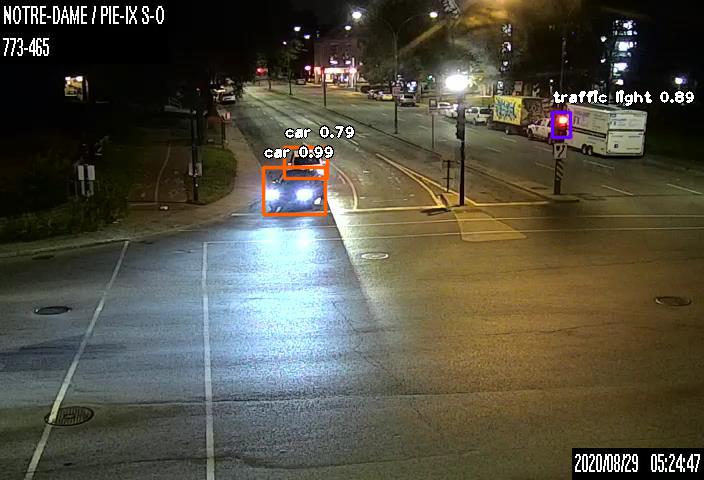 NOTRE-DAME / PIE-IX S-O
773-465
traffic light 0.89
car 0.79
car 0.99
2020/08/29 05:24:47